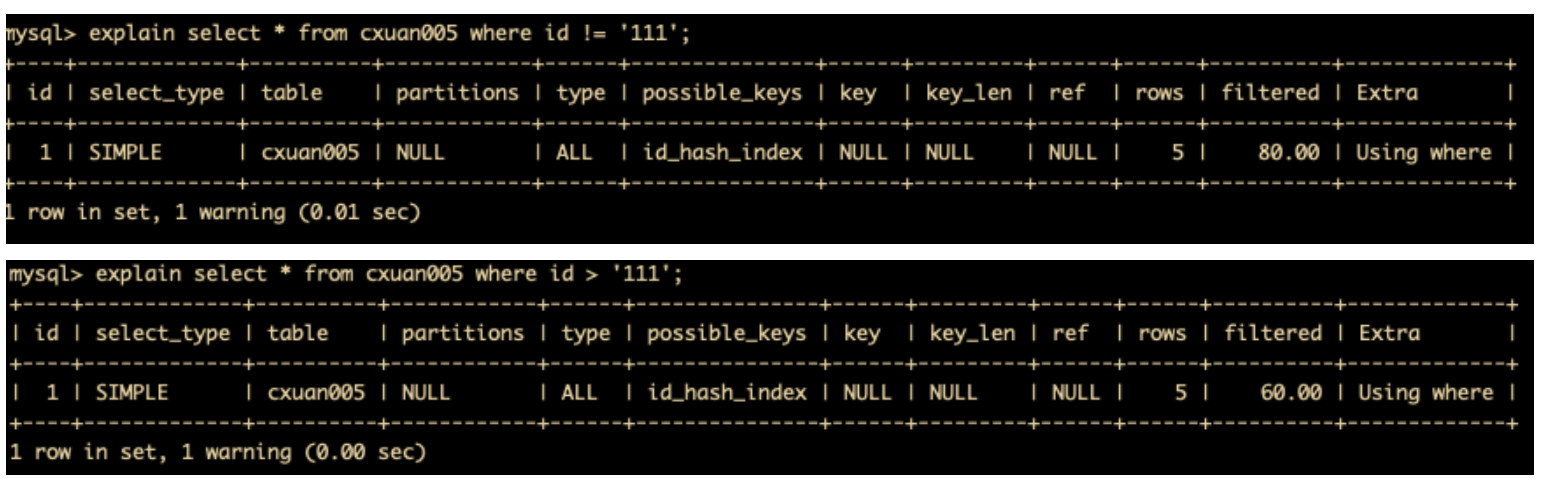 mysql> explain select * from cxuan005 where id != '111';
+----+-------------+----------+------------+------+---------------+------+---------+------+------+----------+-------------+
| id | select_type | table    | partitions | type | possible_keys | key  | key_len | ref  | rows | filtered | Extra       |
+----+-------------+----------+------------+------+---------------+------+---------+------+------+----------+-------------+
|  1 | SIMPLE      | cxuan005 | NULL       | ALL  | id_hash_index | NULL | NULL    | NULL |    5 |    80.00 | Using where |
+----+-------------+----------+------------+------+---------------+------+---------+------+------+----------+-------------+
1 row in set, 1 warning (0.01 sec)
mysql> explain select * from cxuan005 where id > '111';
+----+-------------+----------+------------+------+---------------+------+---------+------+------+----------+-------------+
| id | select_type | table    | partitions | type | possible_keys | key  | key_len | ref  | rows | filtered | Extra       |
+----+-------------+----------+------------+------+---------------+------+---------+------+------+----------+-------------+
|  1 | SIMPLE      | cxuan005 | NULL       | ALL  | id_hash_index | NULL | NULL    | NULL |    5 |    60.00 | Using where |
+----+-------------+----------+------------+------+---------------+------+---------+------+------+----------+-------------+
1 row in set, 1 warning (0.00 sec)